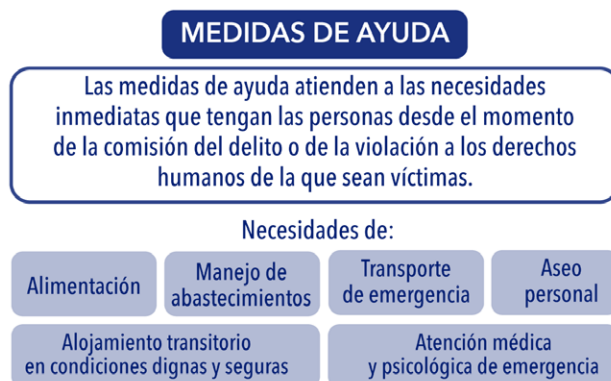 MEDIDAS DE AYUDA
Las medidas de ayuda atienden a las necesidades
inmediatas que tengan las personas desde el momento
de la comisión del delito o de la violación a los derechos
humanos de la que sean víctimas.
Necesidades de:
Alimentación
Manejo de
abastecimientos
Transporte
de emergencia
Aseo
personal
Alojamiento transitorio
en condiciones dignas y seguras
Atención médica
y psicológica de emergencia